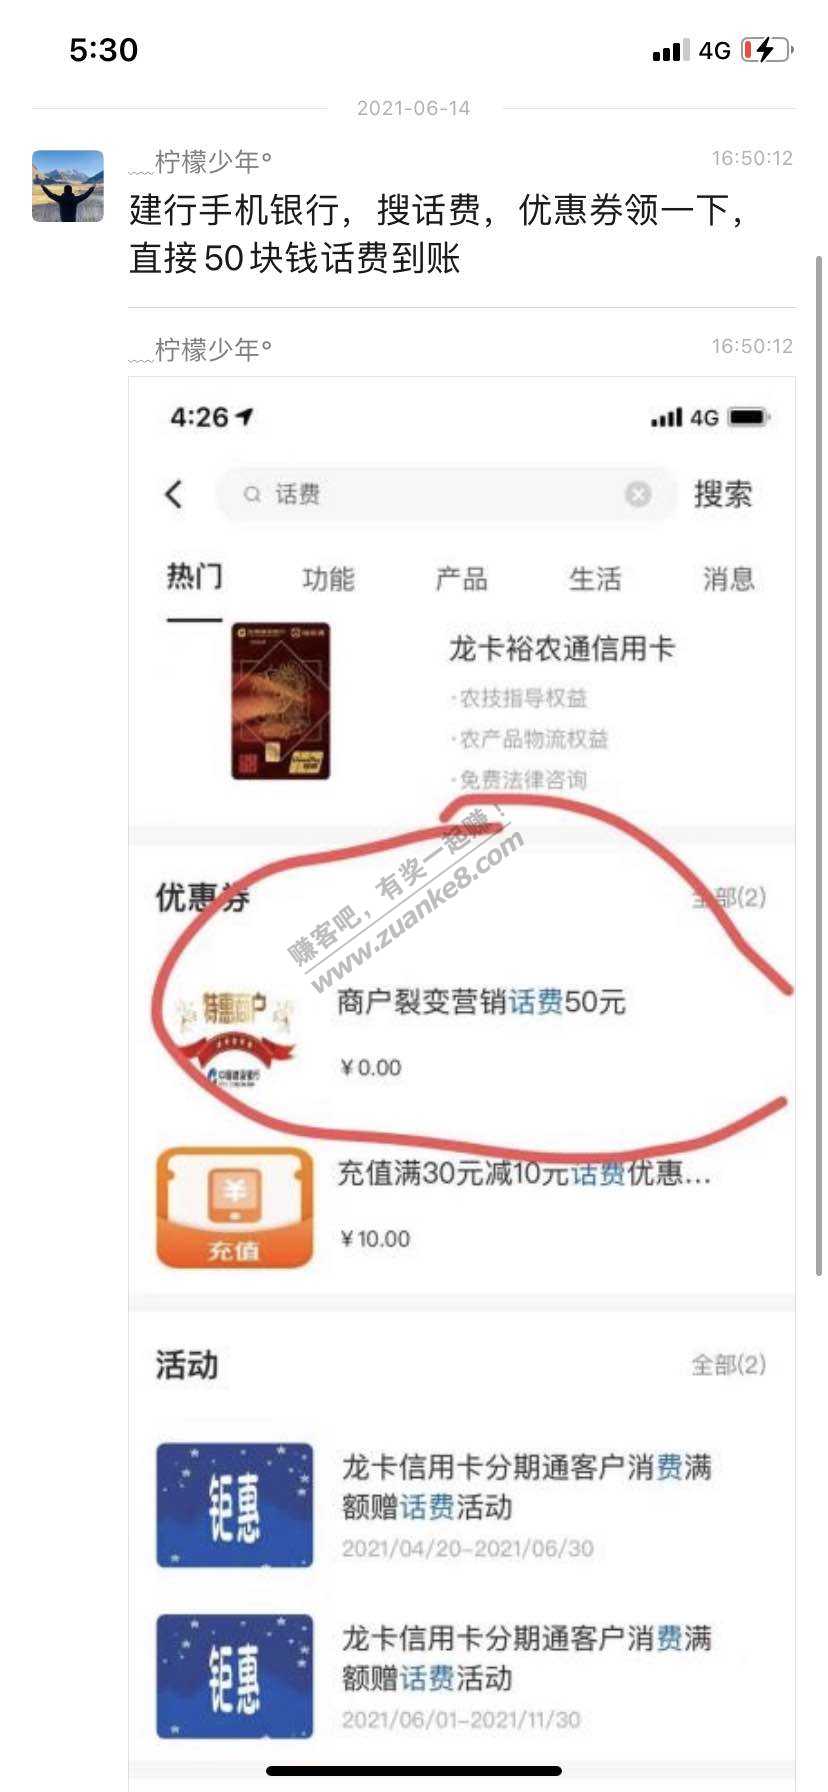 5:30
4G
2021-06-14
﹏柠檬少年°
16:50:12
建行手机银行，搜话费，优惠券领一下，
直接50块钱话费到账
﹏柠檬少年°
16:50:12
4:26
4G
话费
搜索
热门
功能
产品
生活
消息
龙卡裕农通信用卡
·农技指导权益
·农产品物流权益
·免费法律咨询
赚客吧，有奖一起赚！
www.zuanke8.com
优惠券
全部(2)
特惠商户
中国建设银行
商户裂变营销话费50元
¥0.00
充值
充值满30元减10元话费优惠...
¥10.00
活动
全部(2)
钜惠
龙卡信用卡分期通客户消费满
额赠话费活动
2021/04/20-2021/06/30
钜惠
龙卡信用卡分期通客户消费满
额赠话费活动
2021/06/01-2021/11/30